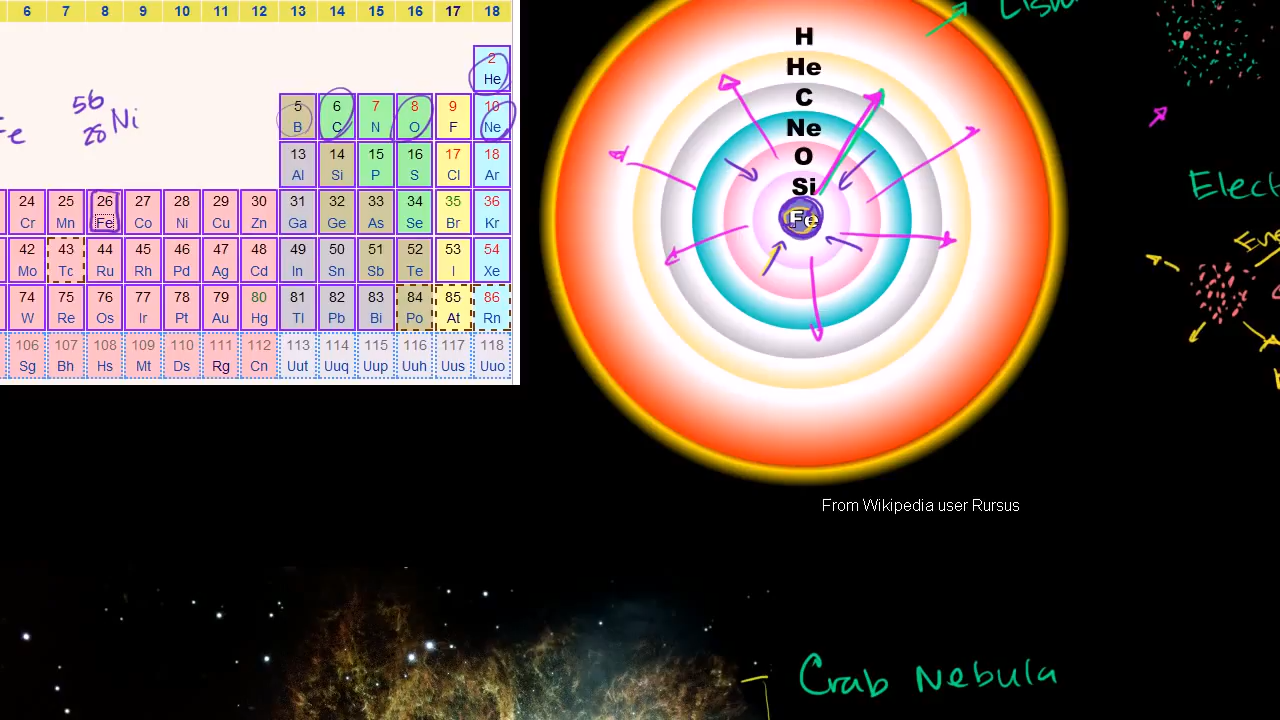 6 7 8 9 10 11 12 13 14 15 16 17 18
2
He
5 6 7 8 9 10
B C N O F Ne
13 14 15 16 17 18
Al Si P S Cl Ar
24 25 26 27 28 29 30 31 32 33 34 35 36
Cr Mn Fe Co Ni Cu Zn Ga Ge As Se Br Kr
42 43 44 45 46 47 48 49 50 51 52 53 54
Mo Tc Ru Rh Pd Ag Cd In Sn Sb Te I Xe
74 75 76 77 78 79 80 81 82 83 84 85 86
W Re Os Ir Pt Au Hg Tl Pb Bi Po At Rn
106 107 108 109 110 111 112 113 114 115 116 117 118
Sg Bh Hs Mt Ds Rg Cn Uut Uuq Uup Uuh Uus Uuo
Fe
56
28 Ni
H
He
C
Ne
O
Si
Fe
From Wikipedia user Rursus
Elect
Ene
Crab Nebula